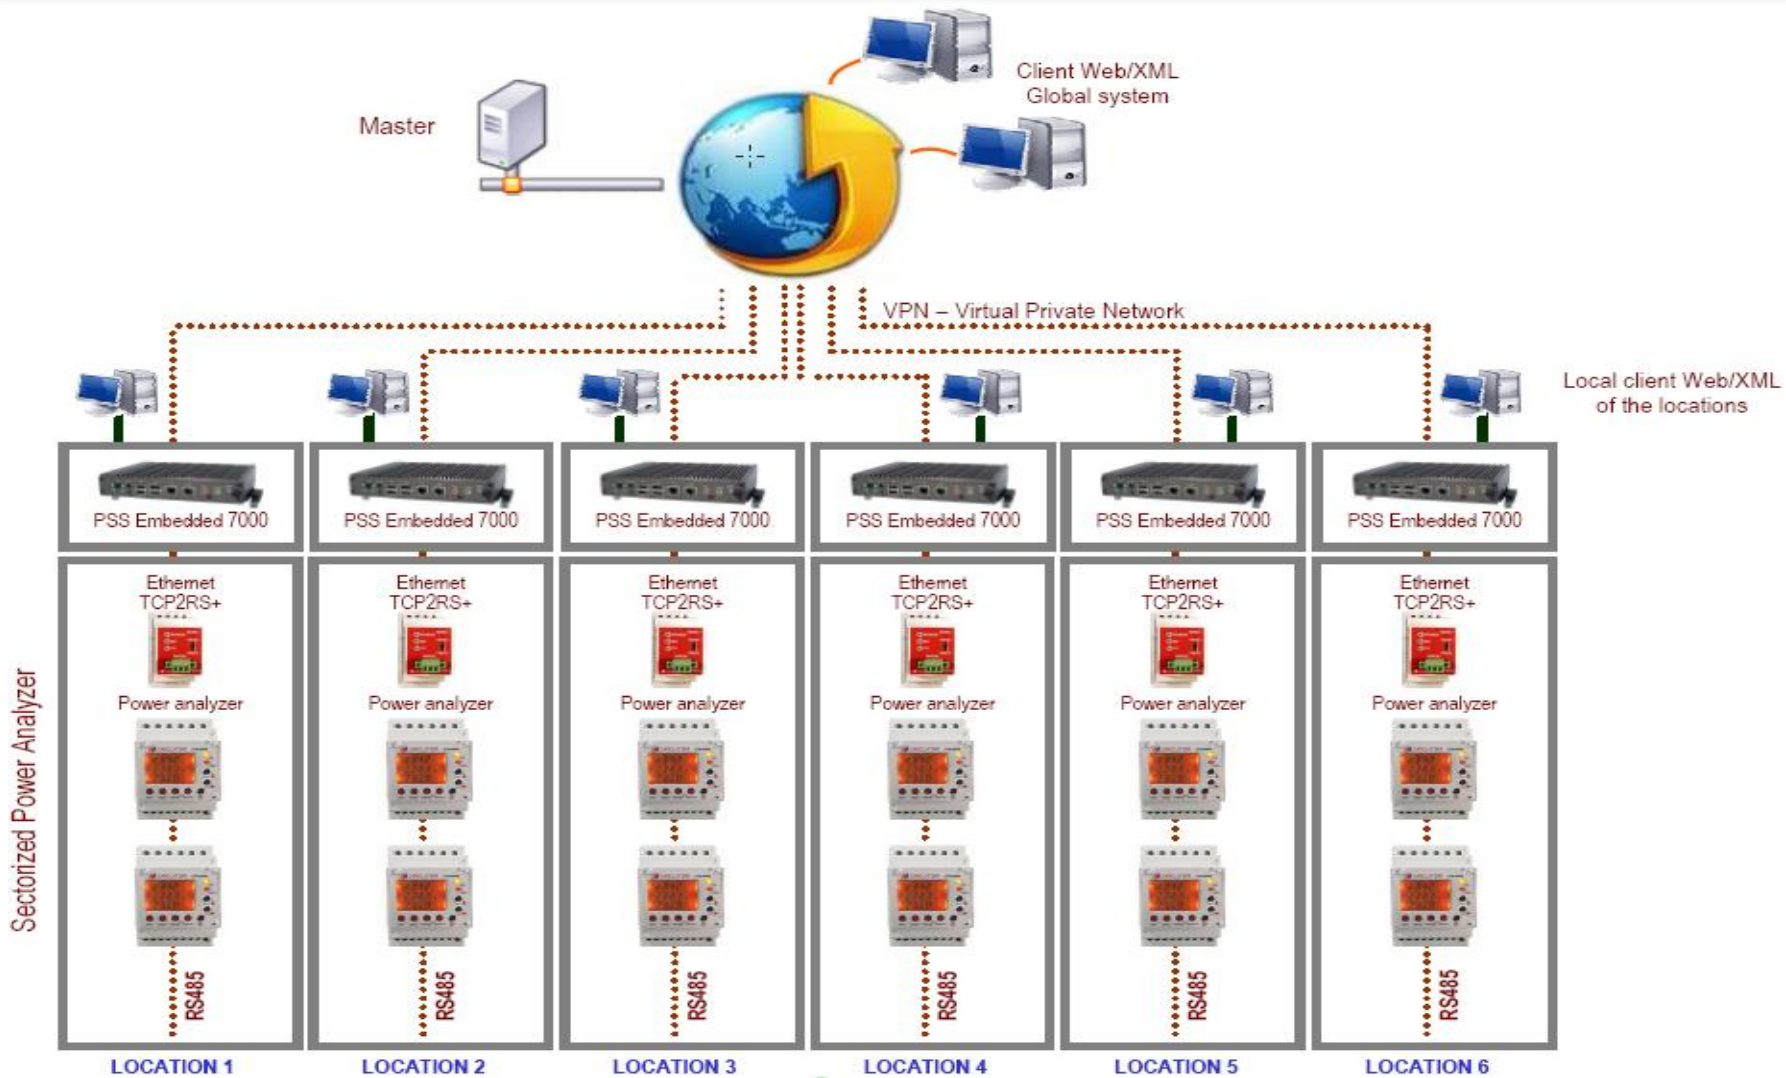 Client Web/XML
Global system
Master
VPN – Virtual Private Network
Local client Web/XML
of the locations
PSS Embedded 7000
PSS Embedded 7000
PSS Embedded 7000
PSS Embedded 7000
PSS Embedded 7000
PSS Embedded 7000
Sectorized Power Analyzer
Ethernet
TCP2RS+
Power analyzer
RS485
Ethernet
TCP2RS+
Power analyzer
RS485
Ethernet
TCP2RS+
Power analyzer
RS485
Ethernet
TCP2RS+
Power analyzer
RS485
Ethernet
TCP2RS+
Power analyzer
RS485
Ethernet
TCP2RS+
Power analyzer
RS485
LOCATION 1
LOCATION 2
LOCATION 3
LOCATION 4
LOCATION 5
LOCATION 6